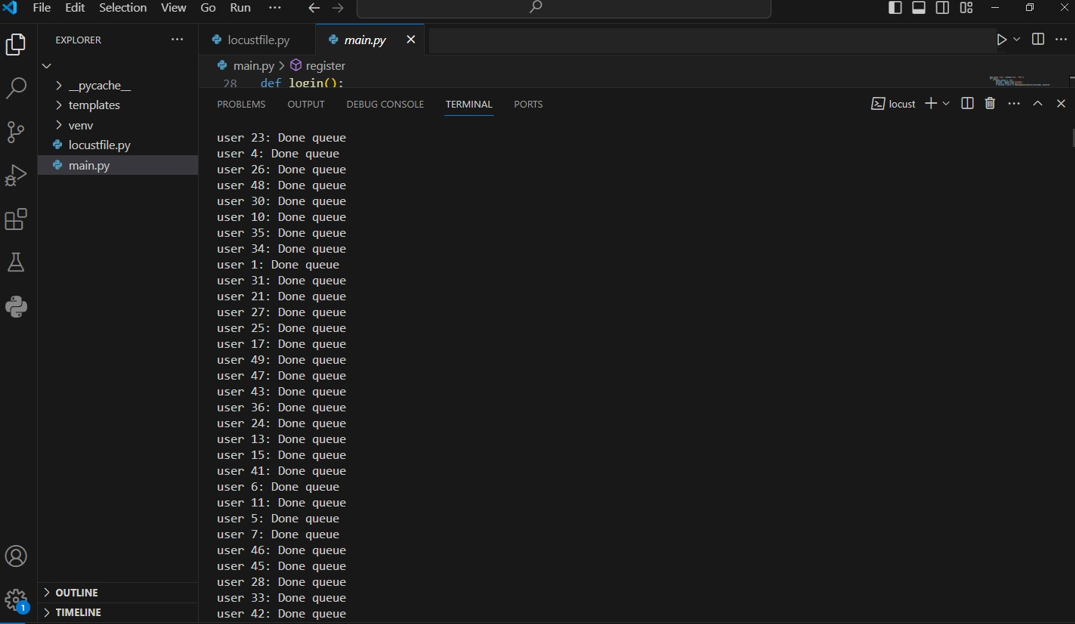 File Edit Selection View Go Run ···
EXPLORER
locustfile.py
main.py
main.py > register
28 def login():
__pycache__
templates
venv
locustfile.py
main.py
PROBLEMS OUTPUT DEBUG CONSOLE TERMINAL PORTS
locust
user 23: Done queue
user 4: Done queue
user 26: Done queue
user 48: Done queue
user 30: Done queue
user 10: Done queue
user 35: Done queue
user 34: Done queue
user 1: Done queue
user 31: Done queue
user 21: Done queue
user 27: Done queue
user 25: Done queue
user 17: Done queue
user 49: Done queue
user 47: Done queue
user 43: Done queue
user 36: Done queue
user 24: Done queue
user 13: Done queue
user 15: Done queue
user 41: Done queue
user 6: Done queue
user 11: Done queue
user 5: Done queue
user 7: Done queue
user 46: Done queue
user 45: Done queue
user 28: Done queue
user 33: Done queue
user 42: Done queue
OUTLINE
TIMELINE
1